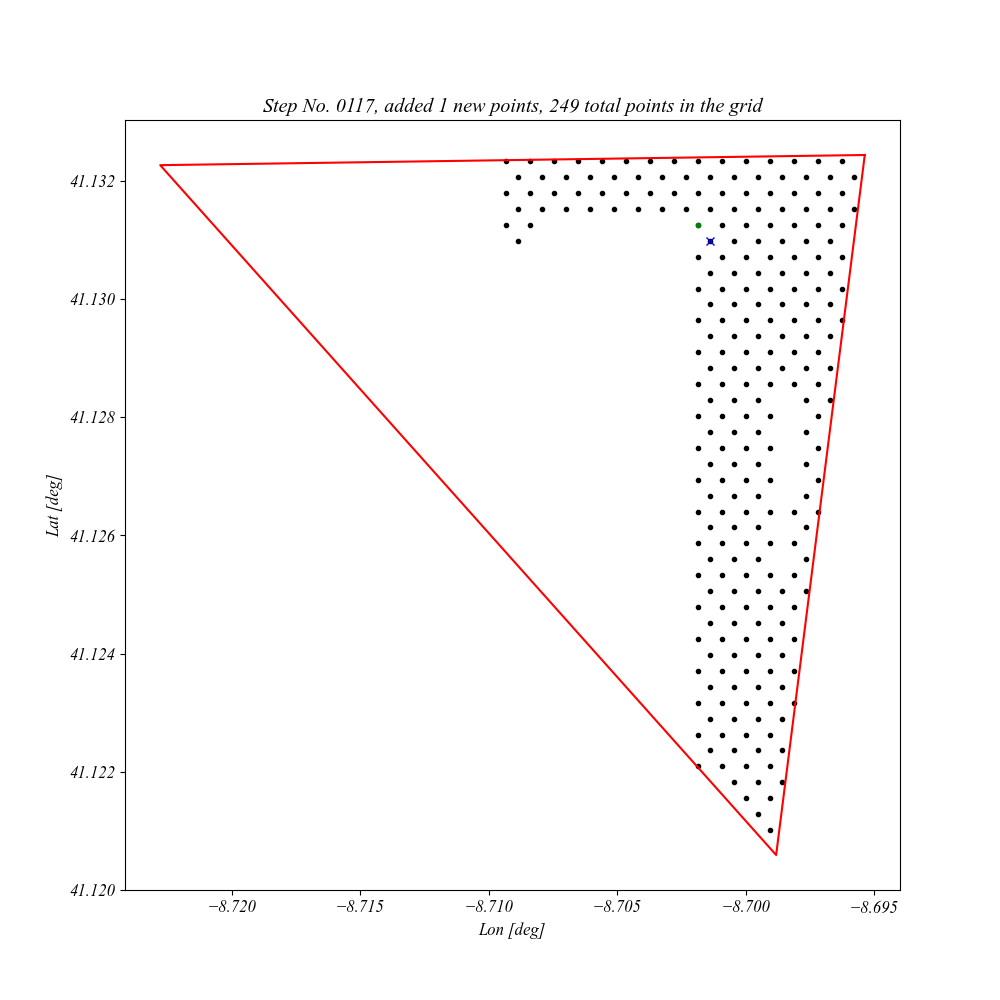 Step No. 0117, added 1 new points, 249 total points in the grid
41.132
41.130
41.128
41.126
41.124
41.122
41.120
Lat [deg]
−8.720 −8.715 −8.710 −8.705 −8.700 −8.695
Lon [deg]